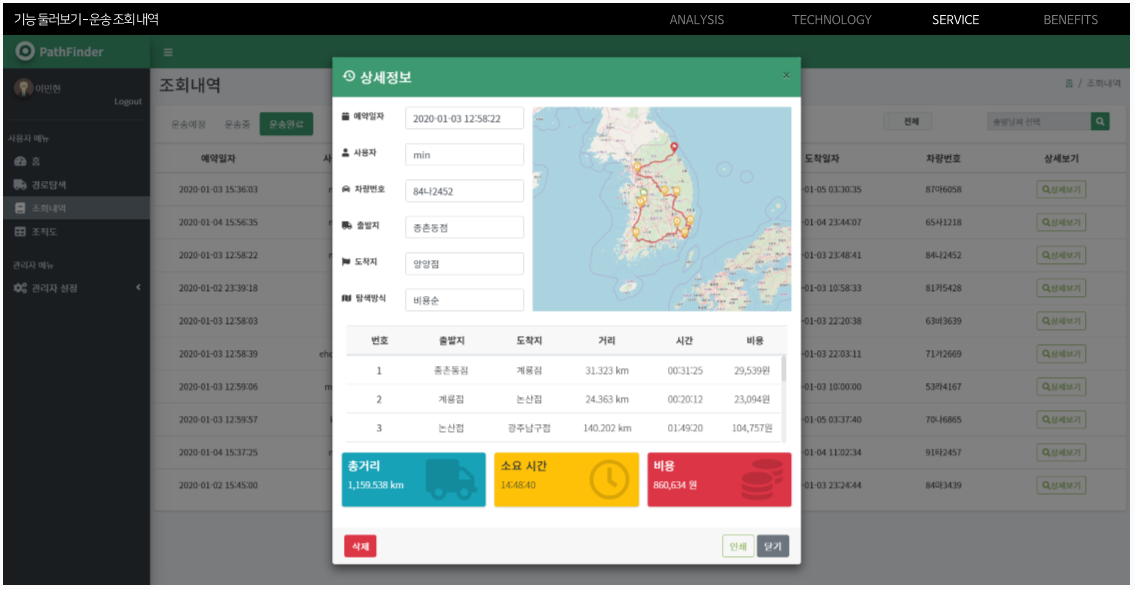 기능 둘러보기 - 운송 조회 내역
ANALYSIS TECHNOLOGY SERVICE BENEFITS
PathFinder
이민현
Logout
사용자 메뉴
홈
경로탐색
조회내역
조직도
관리자 메뉴
관리자 설정
조회내역
홈 / 조회내역
운송예정 운송중 운송완료
전체
출발날짜 선택
예약일자 도착일자 차량번호 상세보기
2020-01-03 15:36:03 -01-05 03:30:35 87아6058 상세보기
2020-01-04 15:56:35 -01-04 23:44:07 65사1218 상세보기
2020-01-03 12:58:22 -01-03 23:48:41 84나2452 상세보기
2020-01-02 23:39:18 -01-03 10:58:33 81가5428 상세보기
2020-01-03 12:58:03 -01-03 22:20:38 63바3639 상세보기
2020-01-03 12:58:39 -01-03 22:03:11 71가2669 상세보기
2020-01-03 12:59:06 -01-03 10:00:00 53라4167 상세보기
2020-01-03 12:59:57 -01-05 03:37:40 70나6865 상세보기
2020-01-04 15:37:25 -01-04 11:02:34 상세보기
2020-01-02 15:45:00 -01-03 23:24:44 상세보기
상세정보
×
예약일자 2020-01-03 12:58:22
사용자 min
차량번호 84나2452
출발지 종촌동점
도착지 양양점
탐색방식 비용순
번호 출발지 도착지 거리 시간 비용
1 종촌동점 계룡점 31.323 km 00:31:25 29,539원
2 계룡점 논산점 24.363 km 00:20:12 23,094원
3 논산점 광주남구점 140.202 km 01:49:20 104,757원
총거리
1,159.538 km
소요 시간
14:48:40
비용
860,634 원
삭제
인쇄
닫기